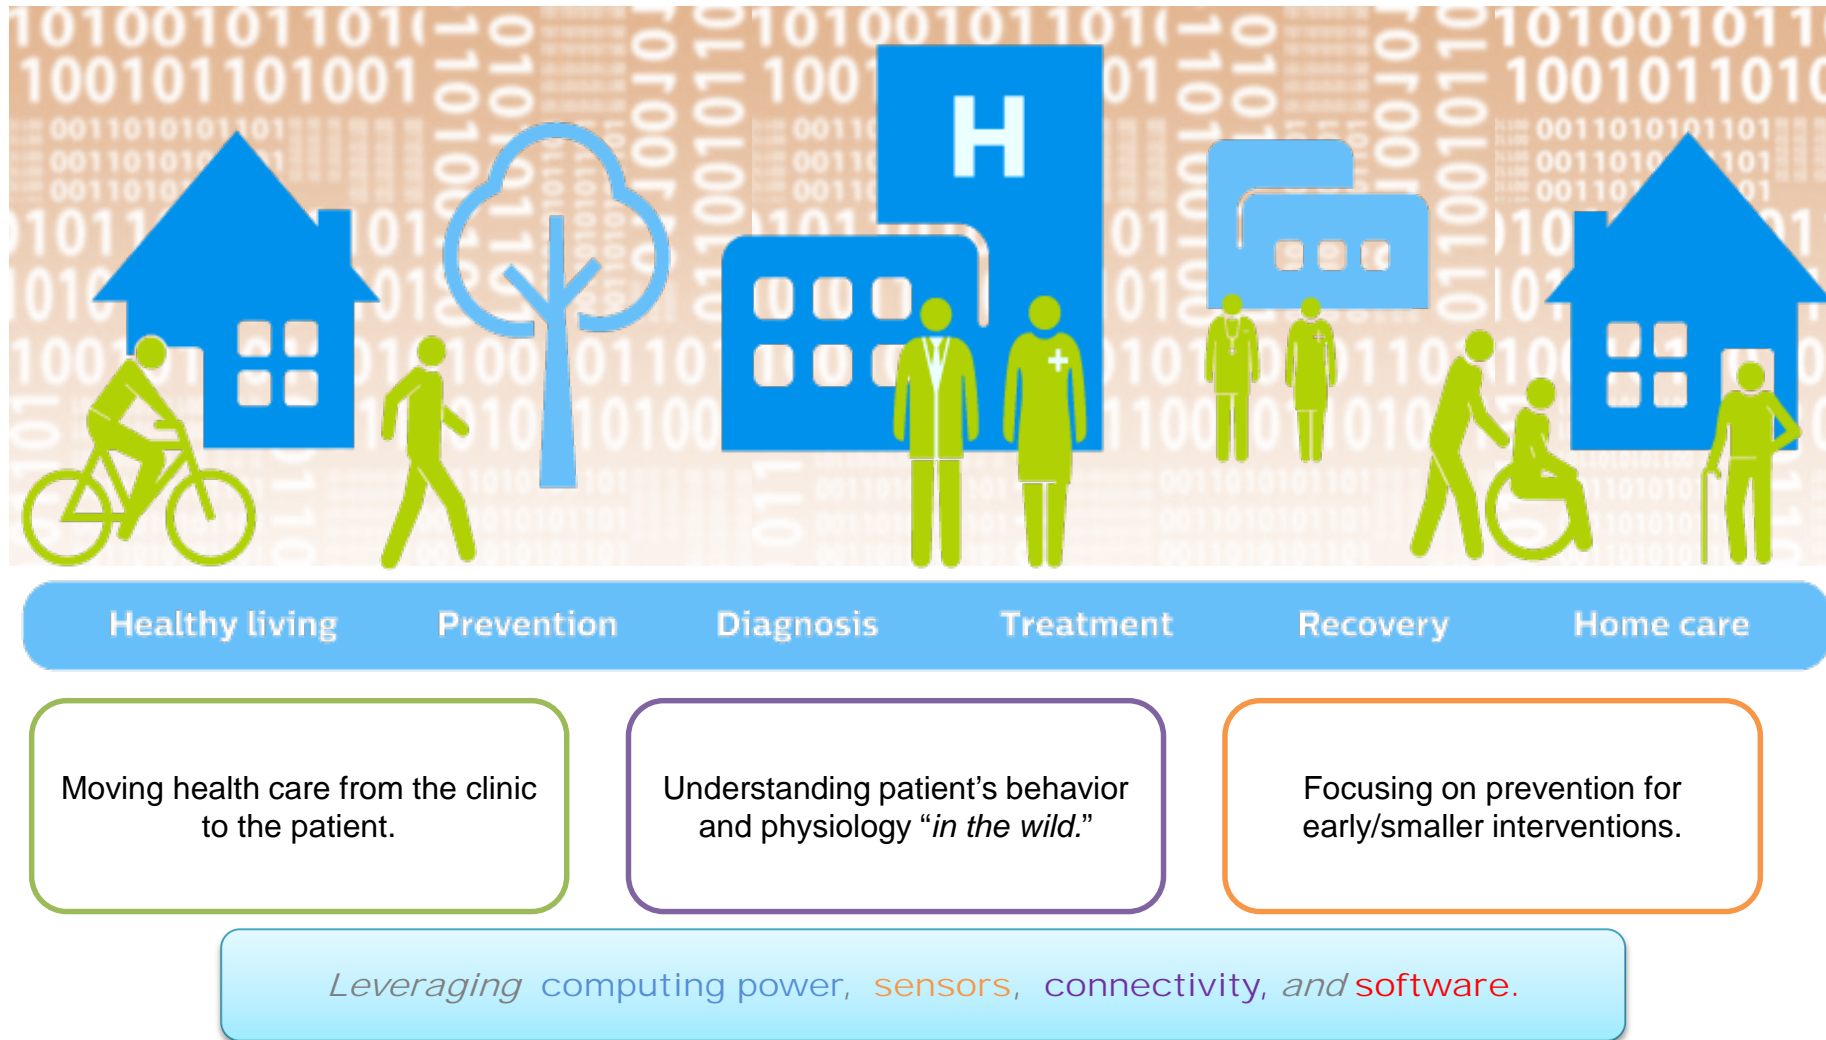 H
Healthy living Prevention Diagnosis Treatment Recovery Home care
Moving health care from the clinic
to the patient.
Understanding patient’s behavior
and physiology “in the wild.”
Focusing on prevention for
early/smaller interventions.
Leveraging computing power, sensors, connectivity, and software.